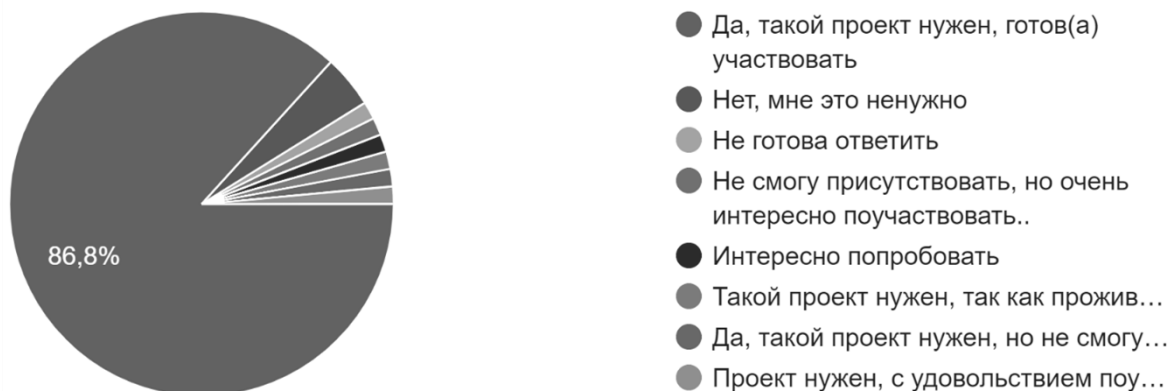 Да, такой проект нужен, готов(а)
участвовать
Нет, мне это ненужно
Не готова ответить
Не смогу присутствовать, но очень
интересно поучаствовать..
Интересно попробовать
Такой проект нужен, так как прожив…
Да, такой проект нужен, но не смогу…
Проект нужен, с удовольствием поу…
86,8%